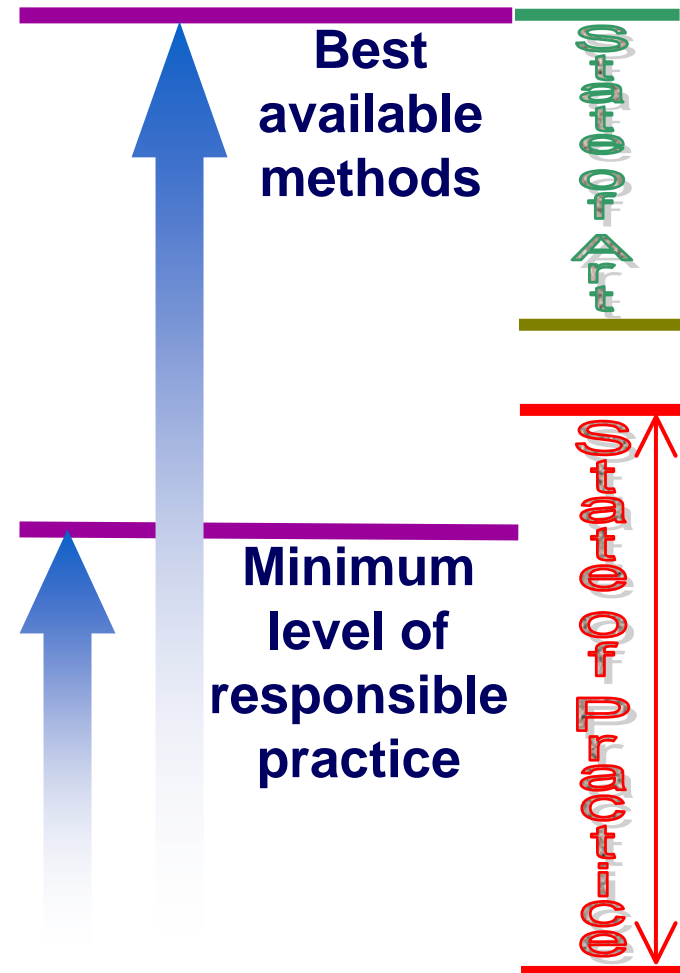 Best
available
methods
State of Art
Minimum
level of
responsible
practice
State of Practice